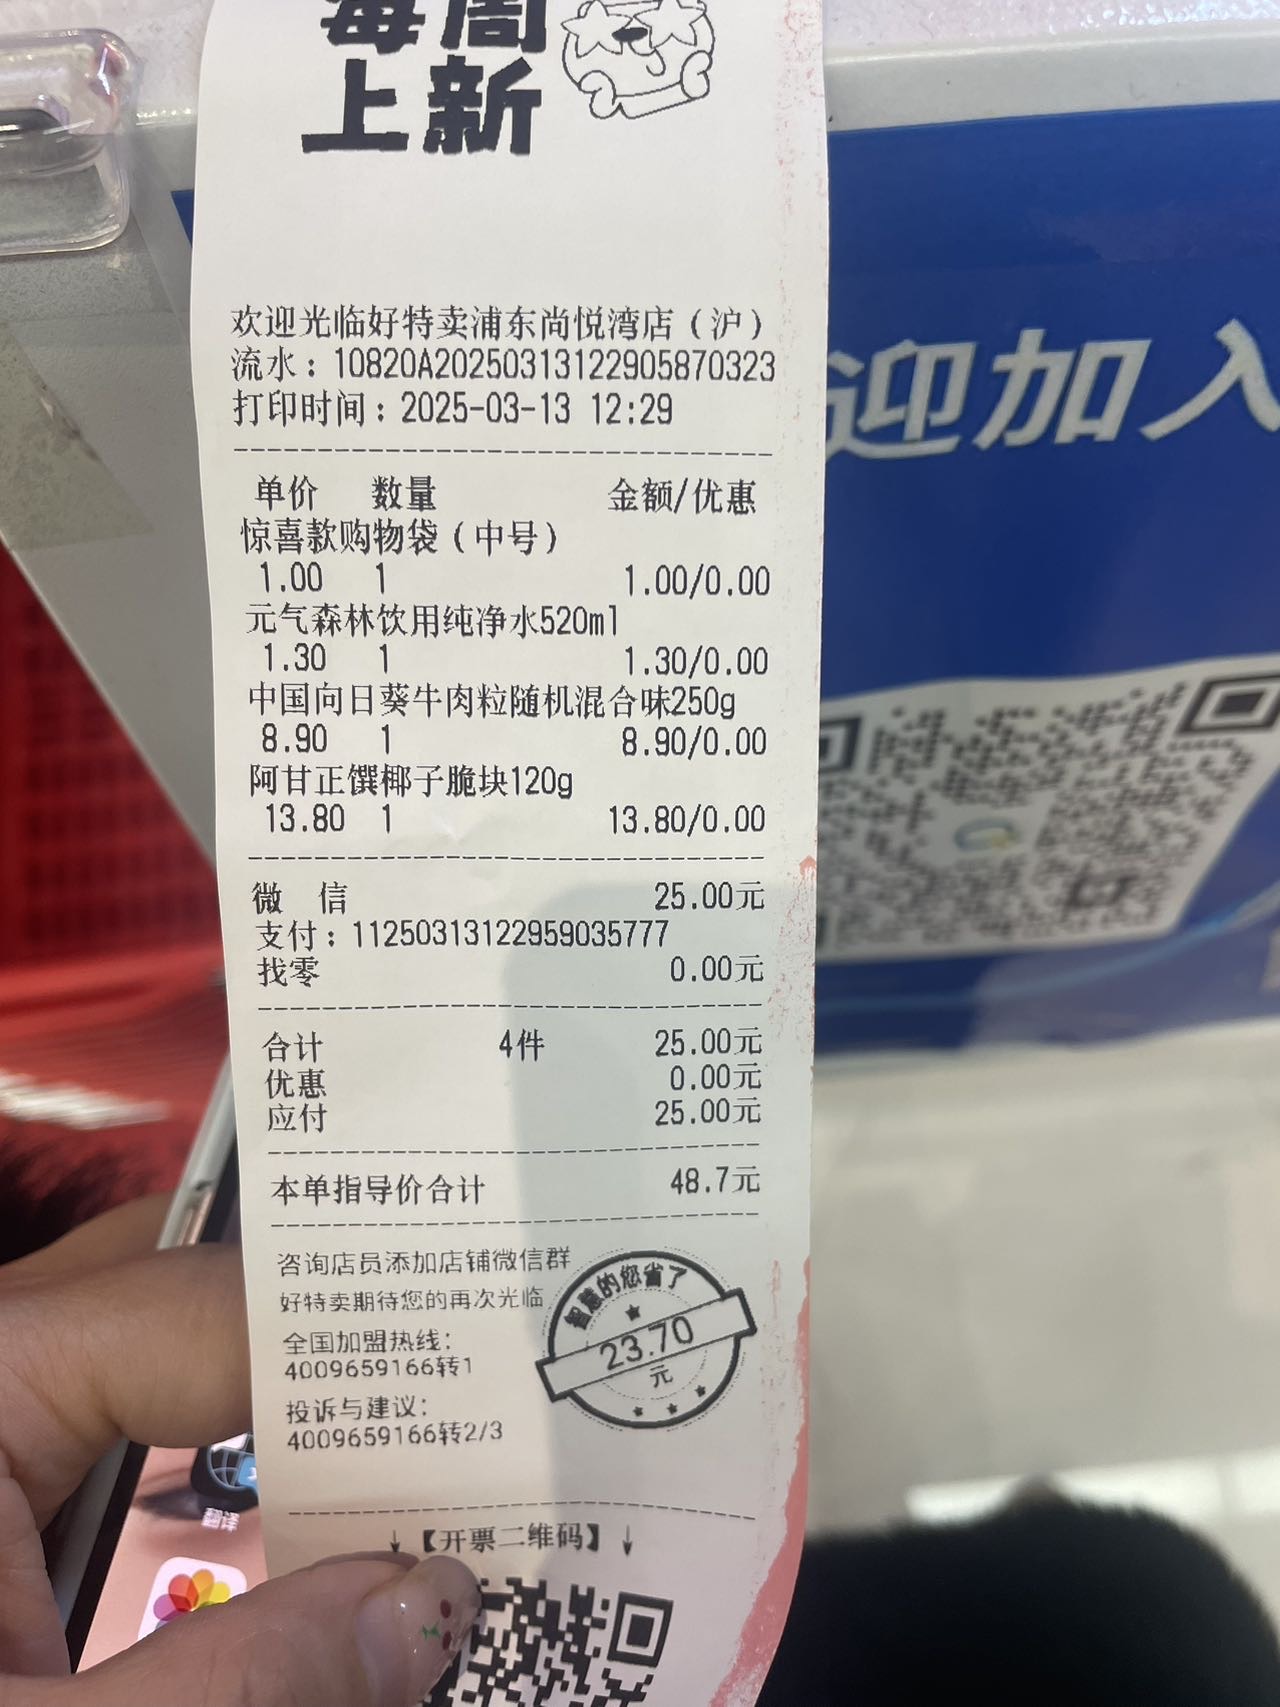 每周
上新
欢迎光临好特卖浦东尚悦湾店（沪）
流水：10820A20250313122905870323
打印时间：2025-03-13 12:29
单价 数量 金额/优惠
惊喜款购物袋（中号）
1.00 1 1.00/0.00
元气森林饮用纯净水520ml
1.30 1 1.30/0.00
中国向日葵牛肉粒随机混合味250g
8.90 1 8.90/0.00
阿甘正馔椰子脆块120g
13.80 1 13.80/0.00
微 信 25.00元
支付：11250313122959035777
找零 0.00元
合计 4件 25.00元
优惠 0.00元
应付 25.00元
本单指导价合计 48.7元
咨询店员添加店铺微信群
好特卖期待您的再次光临
全国加盟热线：
4009659166转1
投诉与建议：
4009659166转2/3
智慧的您省了
23.70
元
↓【开票二维码】↓
迎加入
翻译